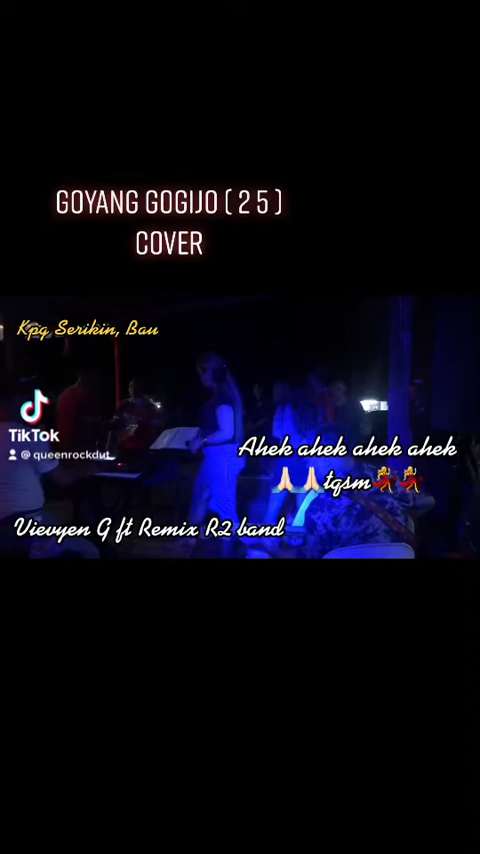 GOYANG GOGIJO ( 2 5 )
COVER
Kpg Serikin, Bau
TikTok
@ queenrockdut_
Ahek ahek ahek ahek
🙏🏻🙏🏻tqsm💃💃
Vievyen G ft Remix R2 band